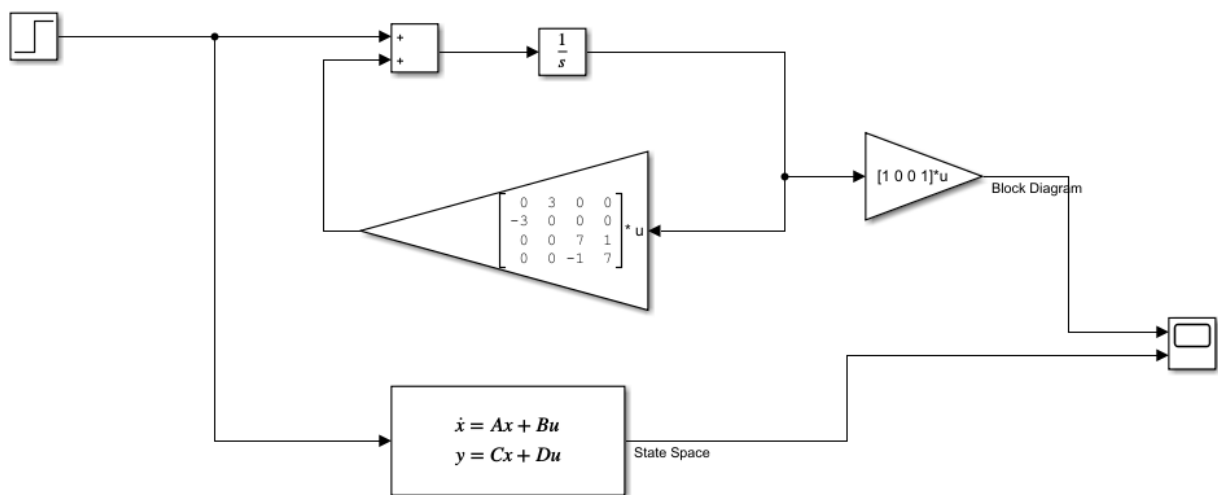 +
+
1
s
0 3 0 0
-3 0 0 0
0 0 7 1
0 0 -1 7
* u
[1 0 0 1]*u
Block Diagram
ẋ = Ax + Bu
y = Cx + Du
State Space